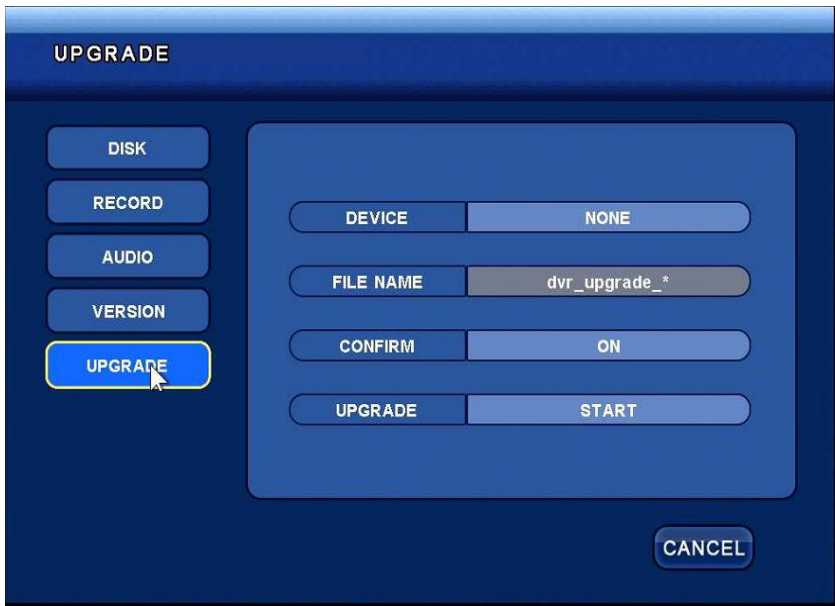 UPGRADE
DISK
RECORD
AUDIO
VERSION
UPGRADE
DEVICE NONE
FILE NAME dvr_upgrade_*
CONFIRM ON
UPGRADE START
CANCEL